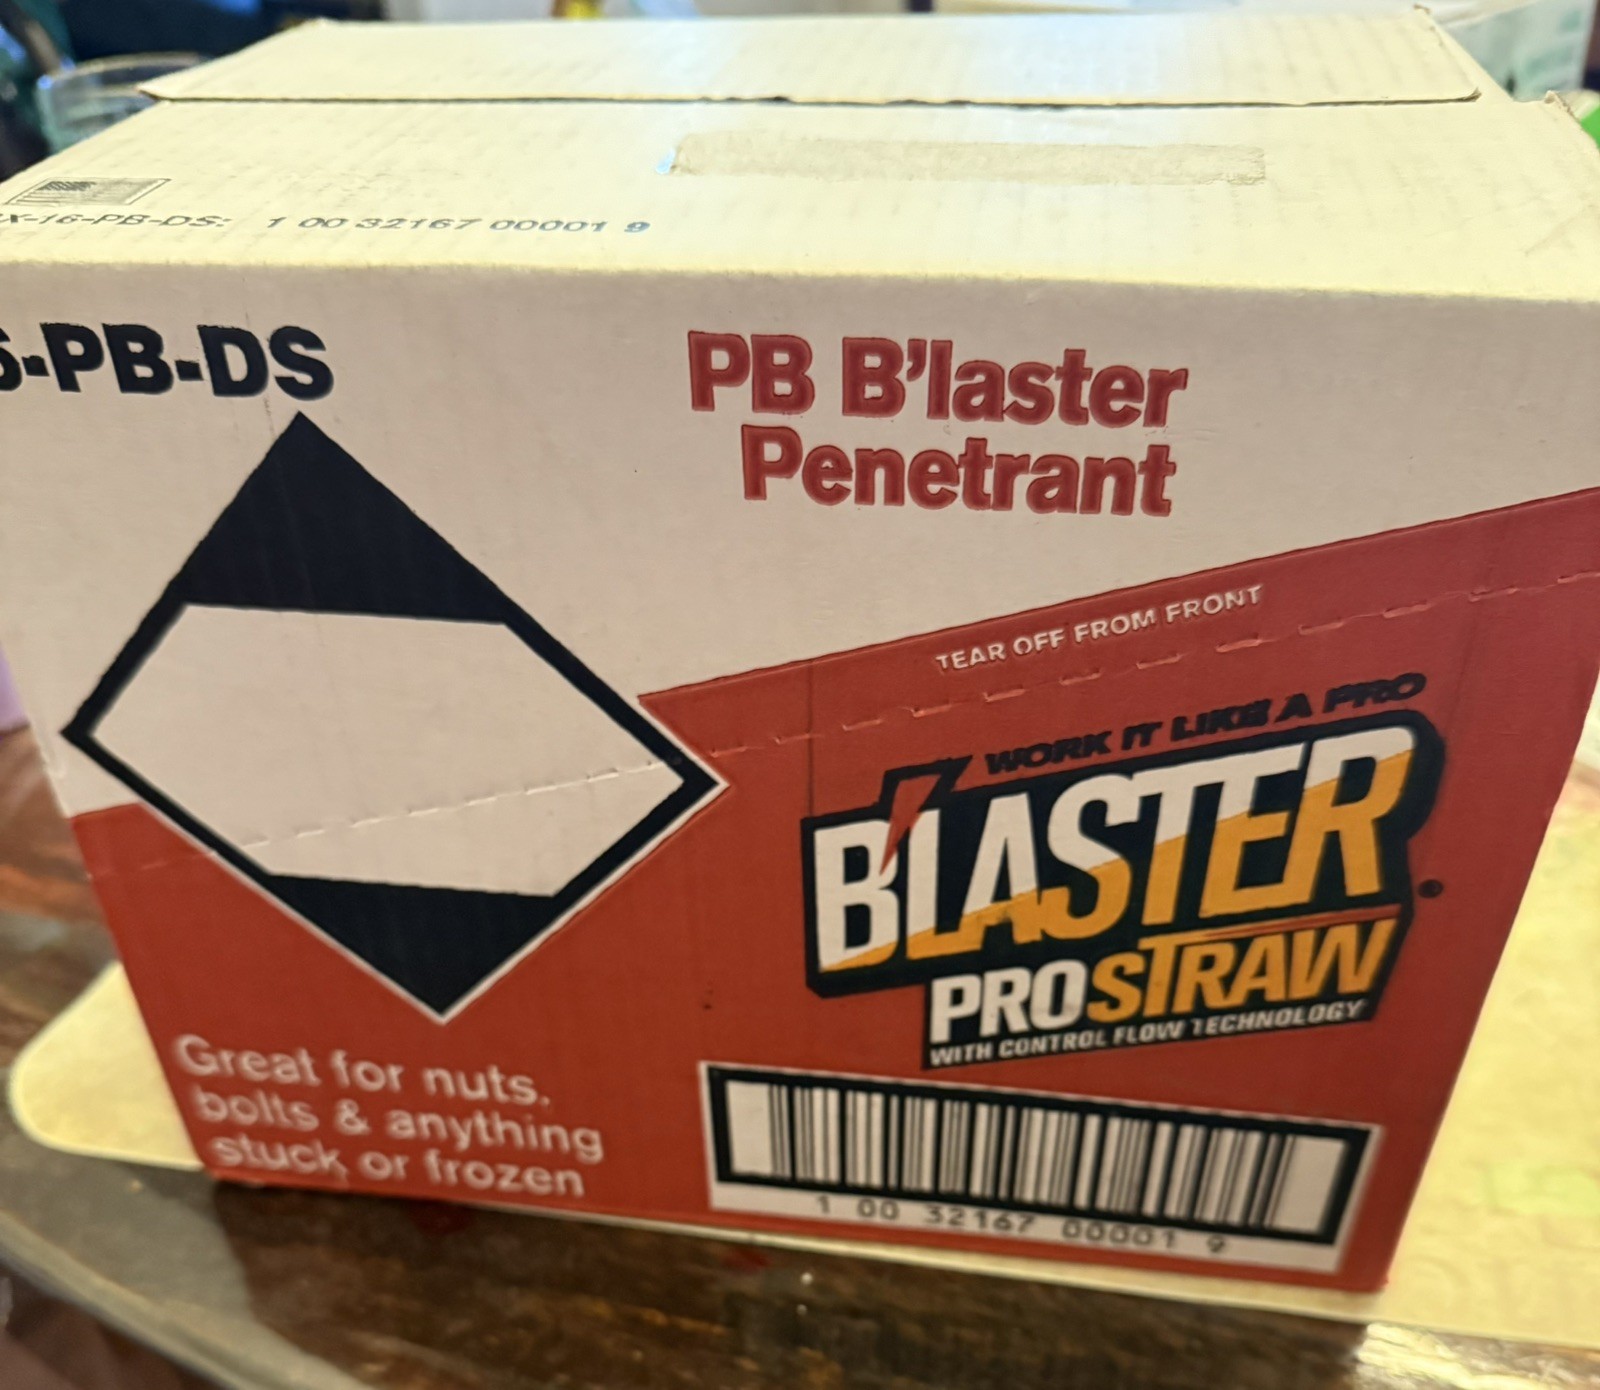 X-16-PB-DS: 1 00 32167 00001 9
6-PB-DS
PB B'laster
Penetrant
TEAR OFF FROM FRONT
WORK IT LIKE A PRO
B'LASTER
®
PROSTRAW
WITH CONTROL FLOW TECHNOLOGY
Great for nuts,
bolts & anything
stuck or frozen
1 00 32167 00001 9